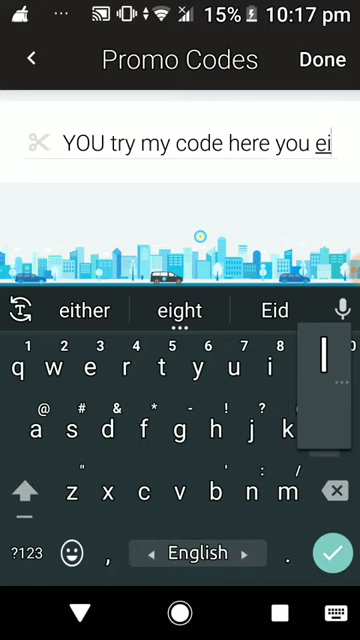 15% 10:17 pm
Promo Codes Done
YOU try my code here you ei
either eight Eid
1 2 3 4 5 6 7 8
q w e r t y u i
@ # & * - ! ?
a s d f g h j k l
" ' : /
z x c v b n m
?123 , English .